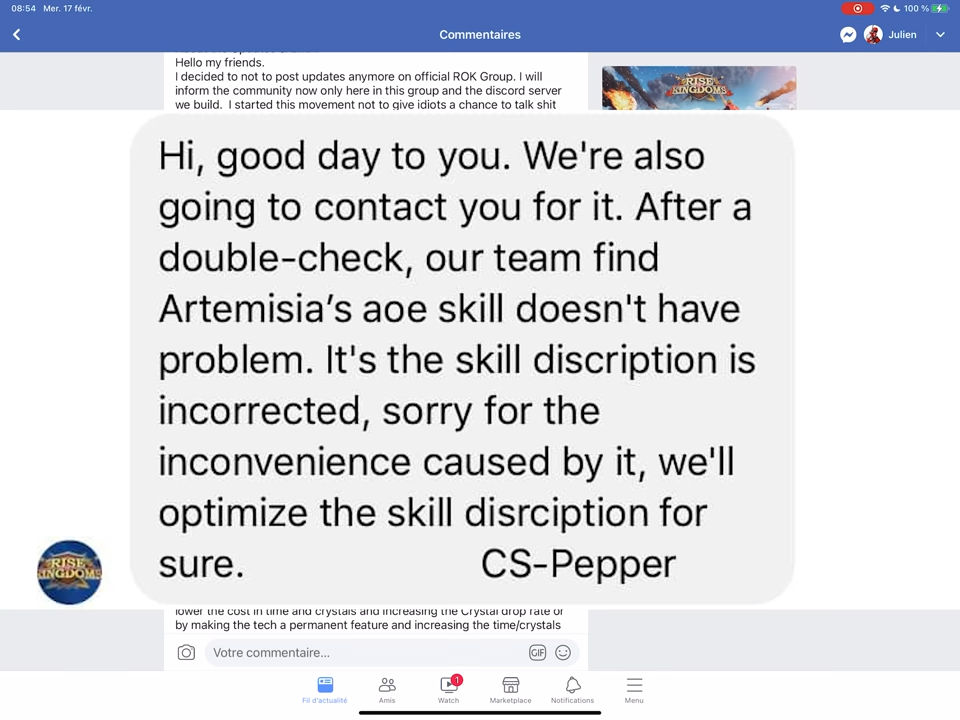 08:54 Mer. 17 févr.
100 %
Commentaires
Julien
Hello my friends.
I decided to not to post updates anymore on official ROK Group. I will
inform the community now only here in this group and the discord server
we build. I started this movement not to give idiots a chance to talk shit
RISE
KINGDOMS
Hi, good day to you. We're also
going to contact you for it. After a
double-check, our team find
Artemisia's aoe skill doesn't have
problem. It's the skill discription is
incorrected, sorry for the
inconvenience caused by it, we'll
optimize the skill disrciption for
sure. CS-Pepper
RISE
KINGDOMS
lower the cost in time and crystals and increasing the Crystal drop rate or
by making the tech a permanent feature and increasing the time/crystals
Votre commentaire...
GIF
1
Fil d'actualité
Amis
Watch
Marketplace
Notifications
Menu